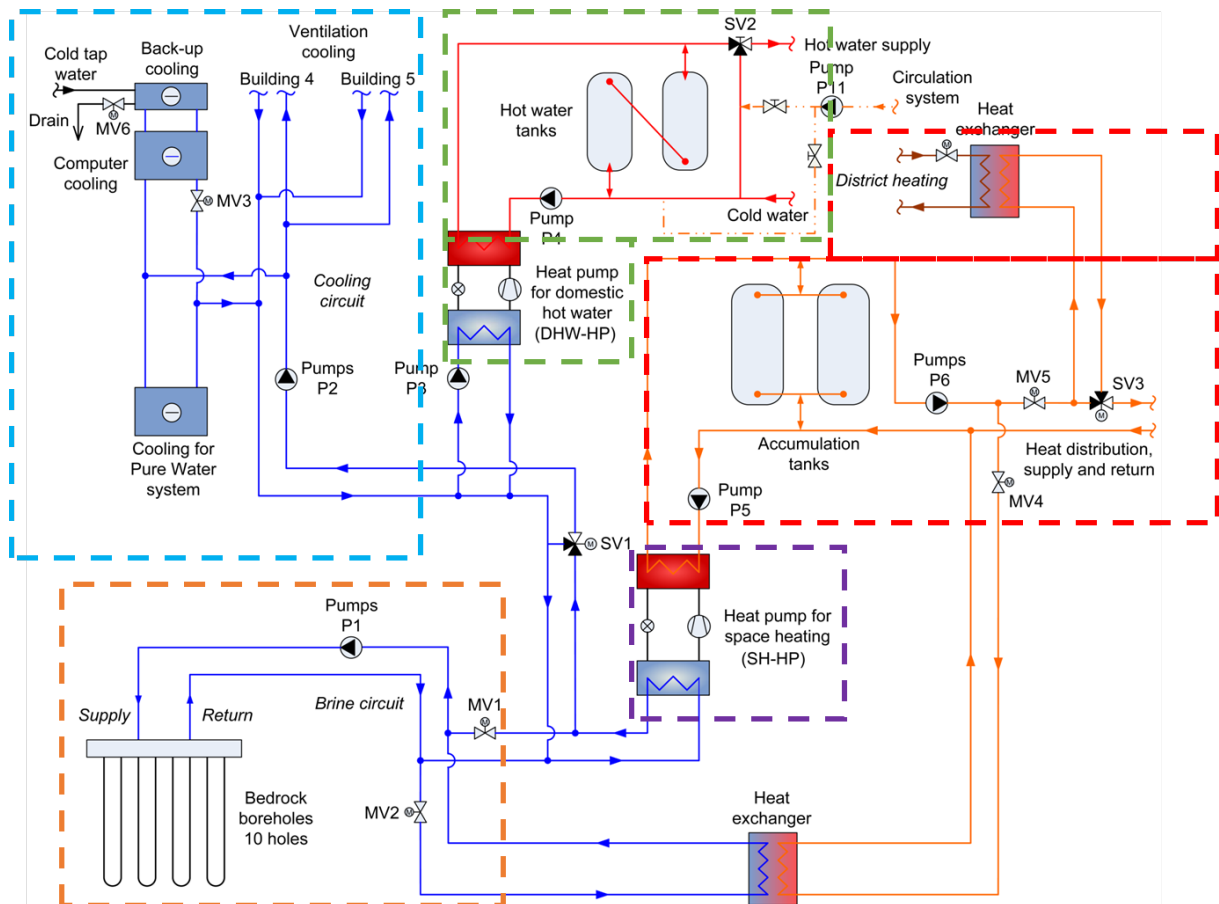 Cold tap
water
Back-up
cooling
Ventilation
cooling
Building 4
Building 5
Drain
MV6
M
Computer
cooling
MV3
M
Cooling
circuit
Pumps
P2
Cooling for
Pure Water
system
SV2
Hot water supply
Pump
P11
Circulation
system
Hot water
tanks
Pump
P4
Cold water
Heat
exchanger
M
District heating
Heat pump
for domestic
hot water
(DHW-HP)
Pump
P3
Pumps
P6
MV5
M
SV3
M
Accumulation
tanks
Heat distribution,
supply and return
M
MV4
Pump
P5
M
SV1
Heat pump for
space heating
(SH-HP)
Pumps
P1
Supply
Return
Brine circuit
MV1
M
MV2
M
Bedrock
boreholes
10 holes
Heat
exchanger